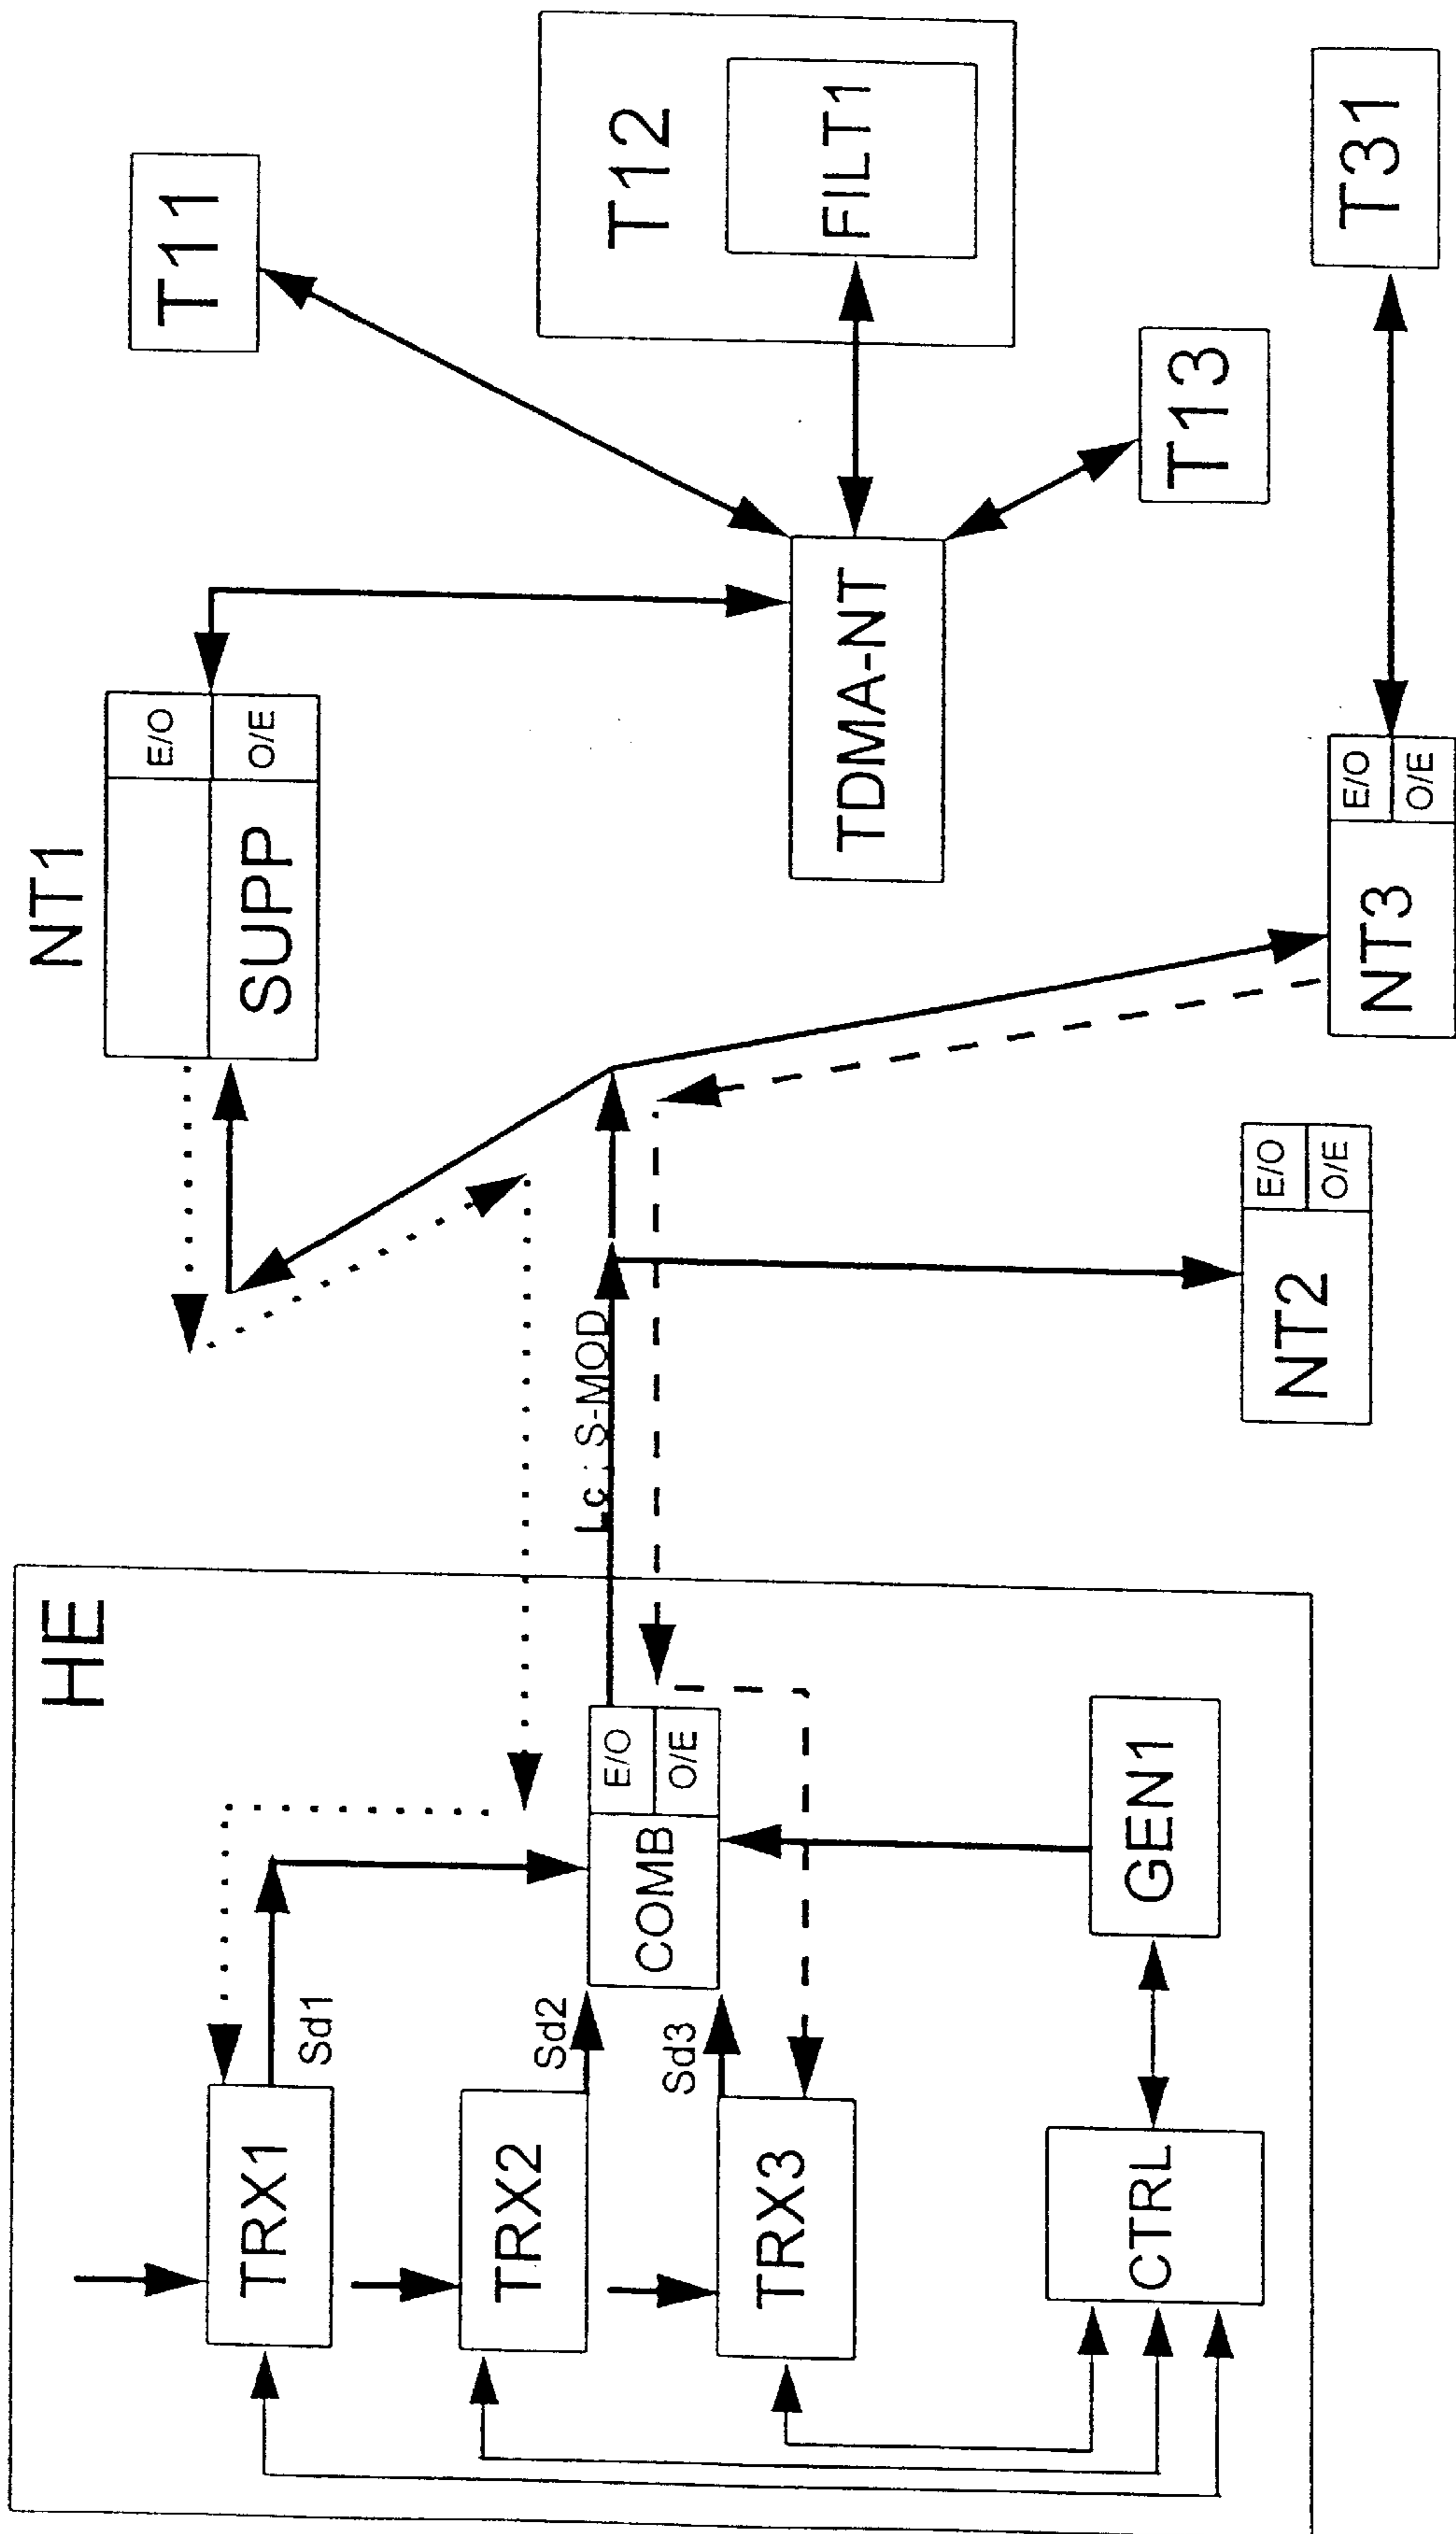 HE
TRX1
Sd1
TRX2
Sd2
TRX3
Sd3
COMB
E/O
O/E
CTRL
GEN1
Lc : S-MOD
NT1
SUPP
E/O
O/E
NT2
E/O
O/E
NT3
E/O
O/E
TDMA-NT
T11
T12
FILT1
T13
T31